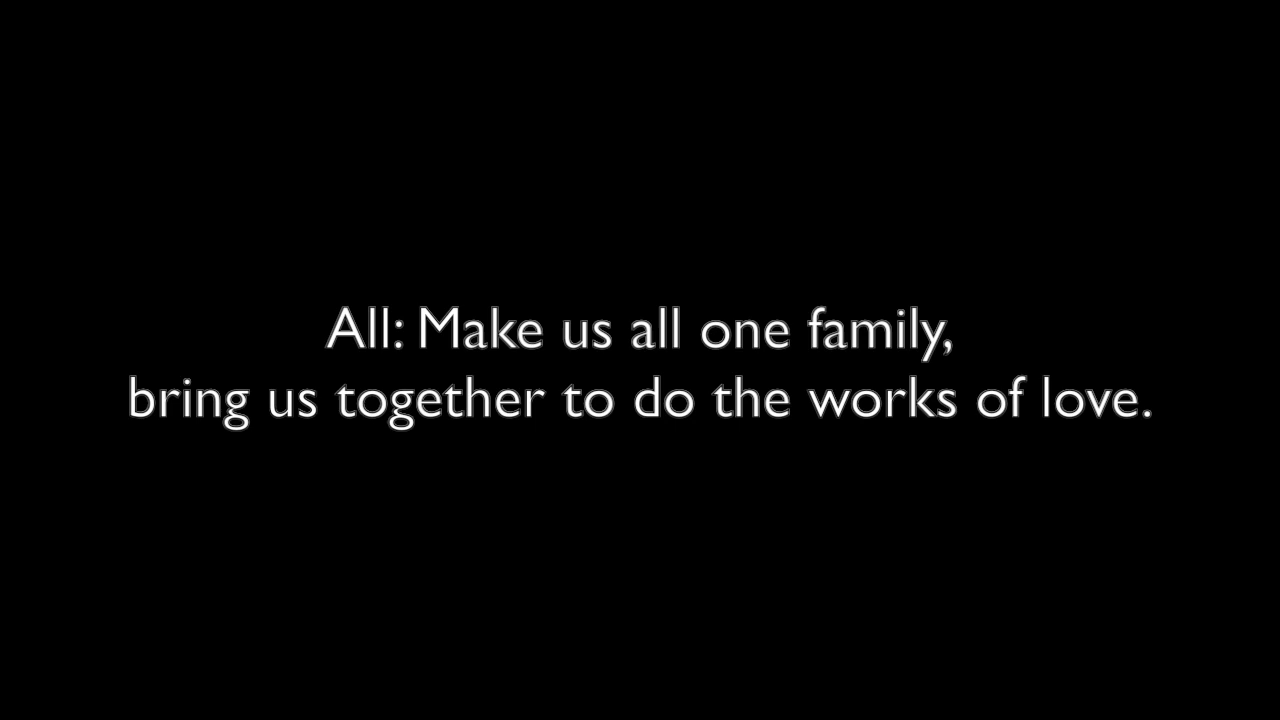 All: Make us all one family,
bring us together to do the works of love.